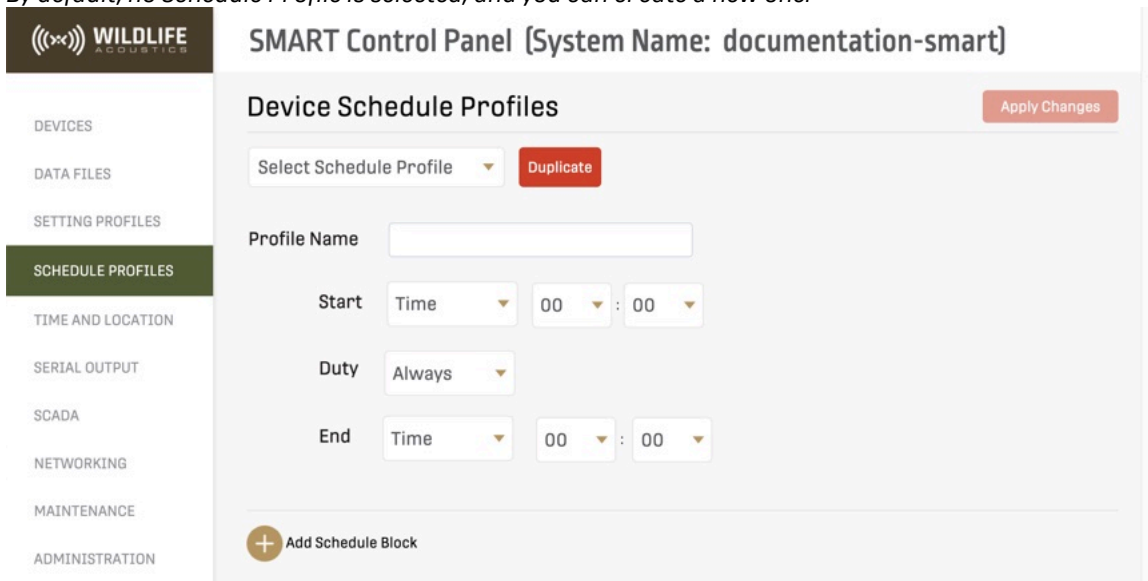 By default, no Schedule Profile is selected, and you can create a new one.
WILDLIFE
ACOUSTICS
SMART Control Panel (System Name: documentation-smart)
Device Schedule Profiles
Apply Changes
DEVICES
DATA FILES
SETTING PROFILES
SCHEDULE PROFILES
TIME AND LOCATION
SERIAL OUTPUT
SCADA
NETWORKING
MAINTENANCE
ADMINISTRATION
Select Schedule Profile
Duplicate
Profile Name
Start Time 00 : 00
Duty Always
End Time 00 : 00
+ Add Schedule Block